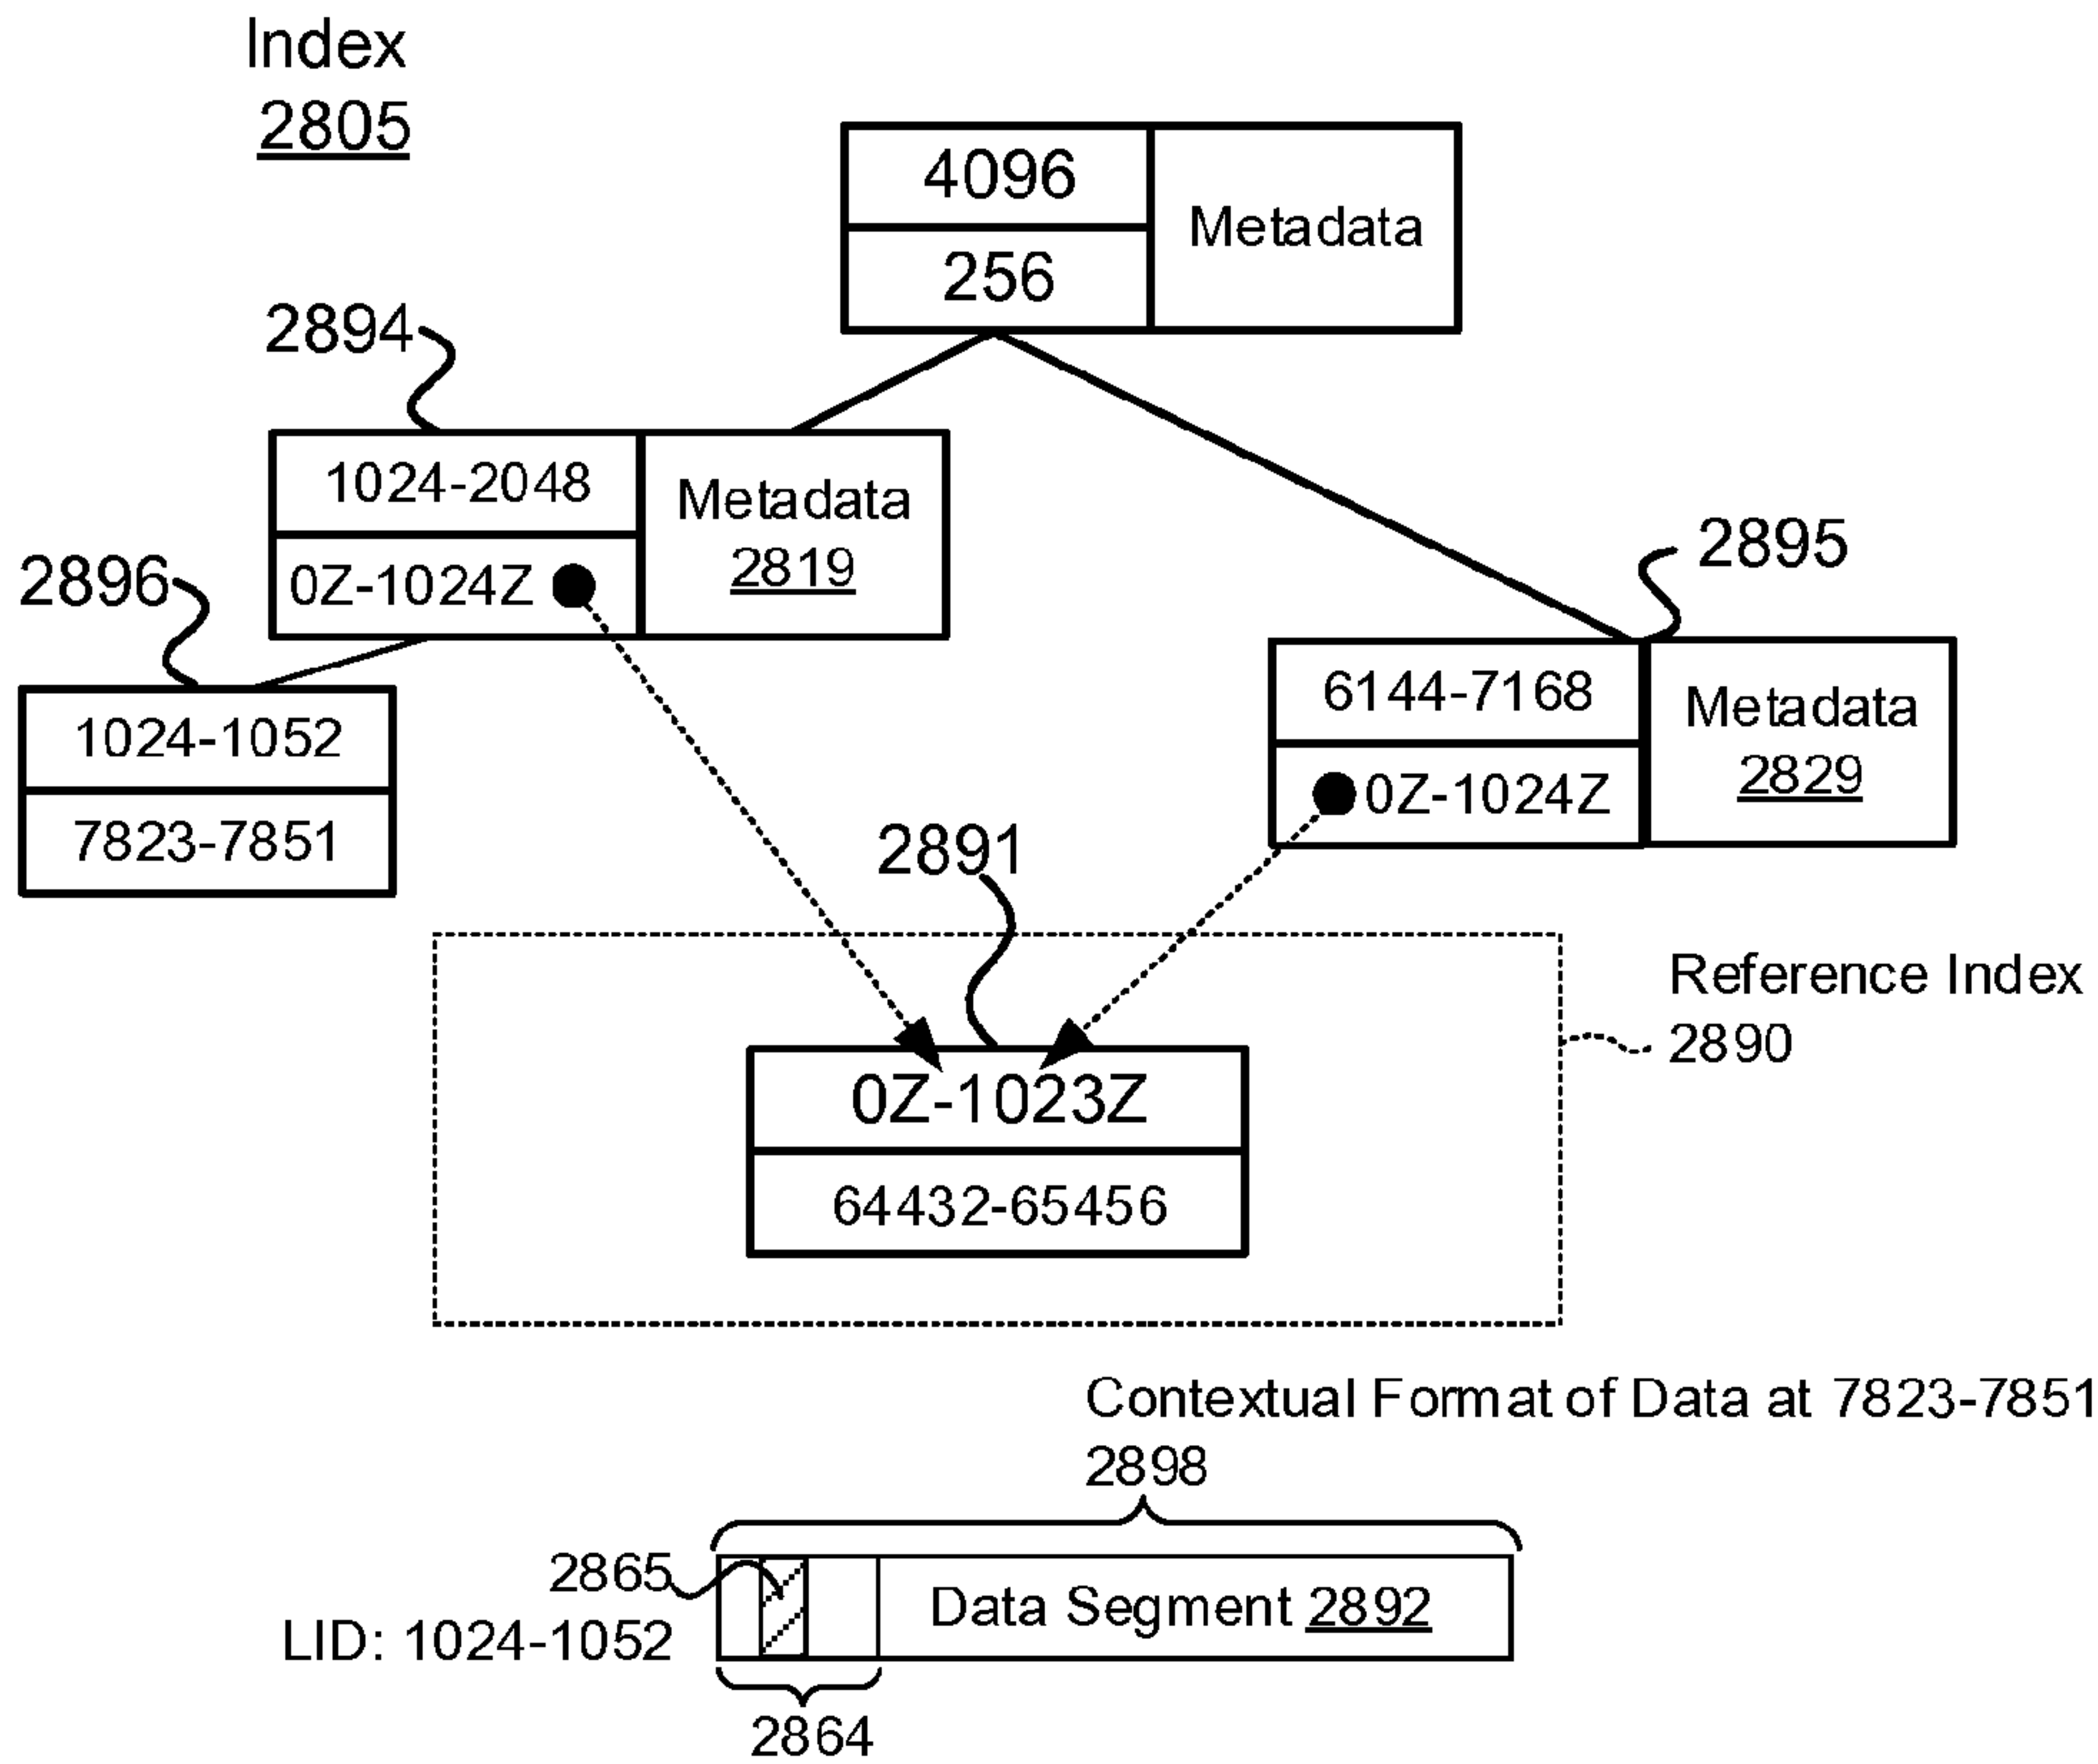 Index
2805
4096
256
Metadata
2894
1024-2048
0Z-1024Z
Metadata
2819
2896
1024-1052
7823-7851
2895
6144-7168
0Z-1024Z
Metadata
2829
2891
0Z-1023Z
64432-65456
Reference Index
2890
Contextual Format of Data at 7823-7851
2898
2865
LID: 1024-1052
Data Segment 2892
2864